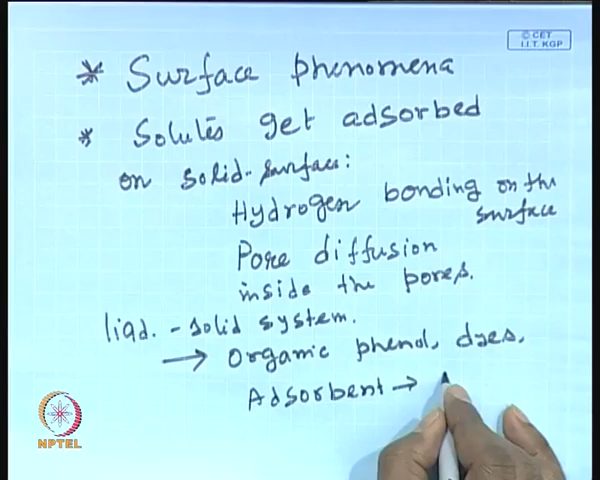 © CET
I.I.T. KGP
* Surface phenomena
* Solutes get adsorbed
on solid-surface:
Hydrogen bonding on the
surface
Pore diffusion
inside the pores.
liqd. - solid system.
→ Organic phenol, dyes.
Adsorbent →
NPTEL